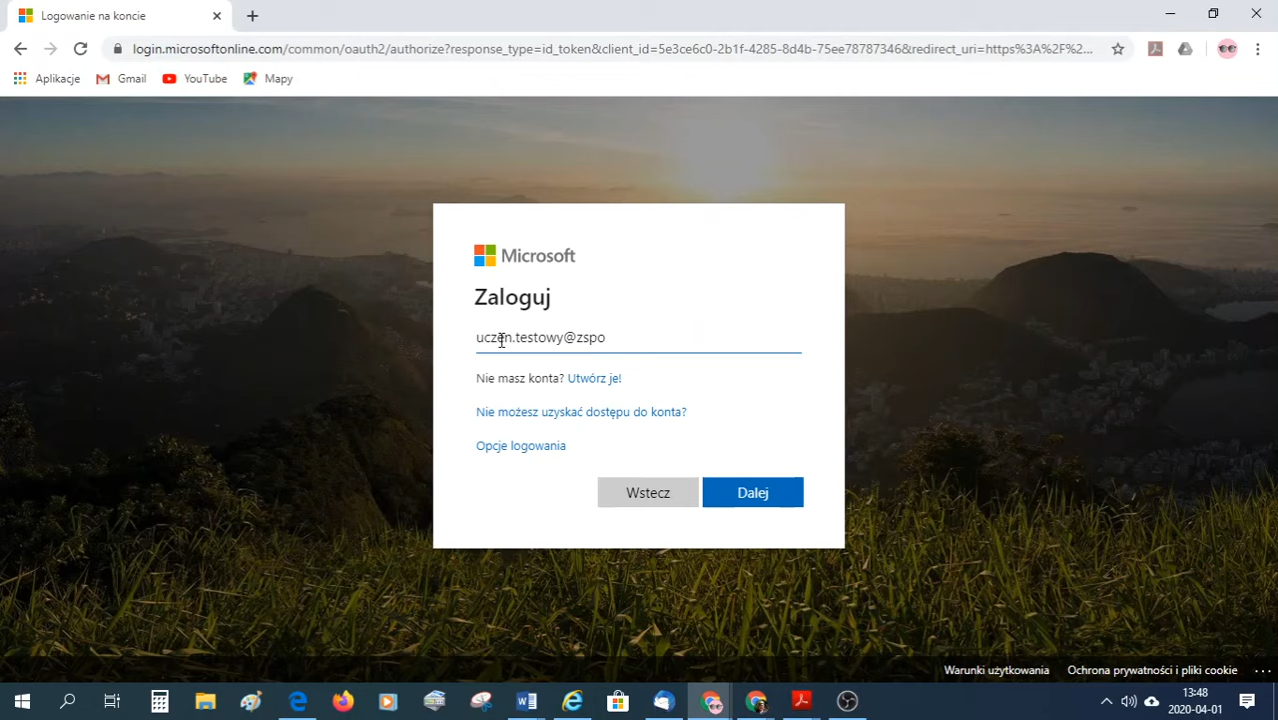 Logowanie na koncie
login.microsoftonline.com/common/oauth2/authorize?response_type=id_token&client_id=5e3ce6c0-2b1f-4285-8d4b-75ee78787346&redirect_uri=https%3A%2F%2...
Aplikacje Gmail YouTube Mapy
Microsoft
Zaloguj
uczen.testowy@zspo
Nie masz konta? Utwórz je!
Nie możesz uzyskać dostępu do konta?
Opcje logowania
Wstecz Dalej
Warunki użytkowania Ochrona prywatności i pliki cookie ...
13:48
2020-04-01